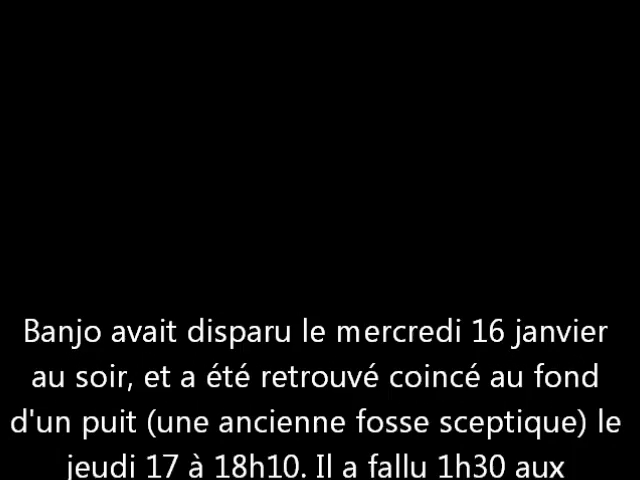 Banjo avait disparu le mercredi 16 janvier
au soir, et a été retrouvé coincé au fond
d'un puit (une ancienne fosse sceptique) le
jeudi 17 à 18h10. Il a fallu 1h30 aux